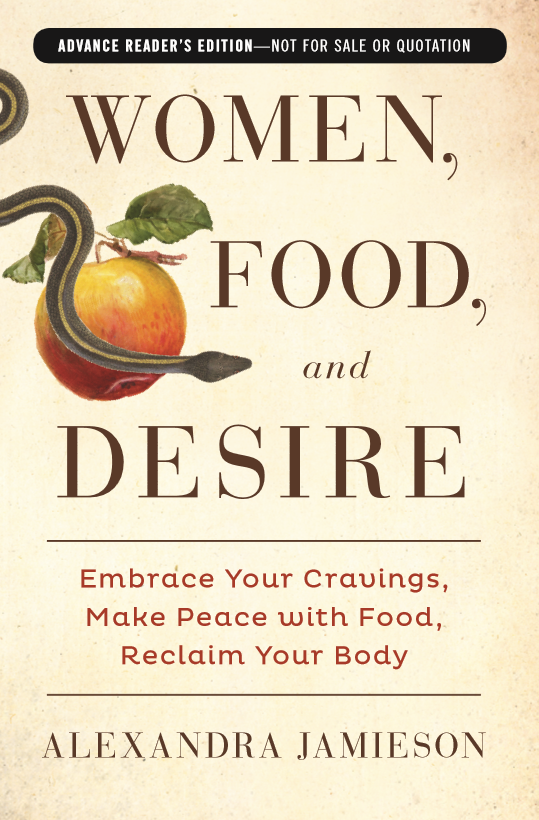 ADVANCE READER'S EDITION—NOT FOR SALE OR QUOTATION
WOMEN,
FOOD,
and
DESIRE
Embrace Your Cravings,
Make Peace with Food,
Reclaim Your Body
ALEXANDRA JAMIESON